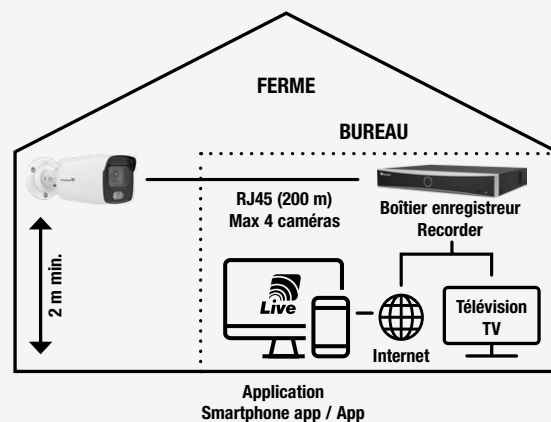 FERME
BUREAU
RJ45 (200 m)
Max 4 caméras
Boîtier enregistreur
Recorder
2 m min.
Live
Internet
Télévision
TV
Application
Smartphone app / App